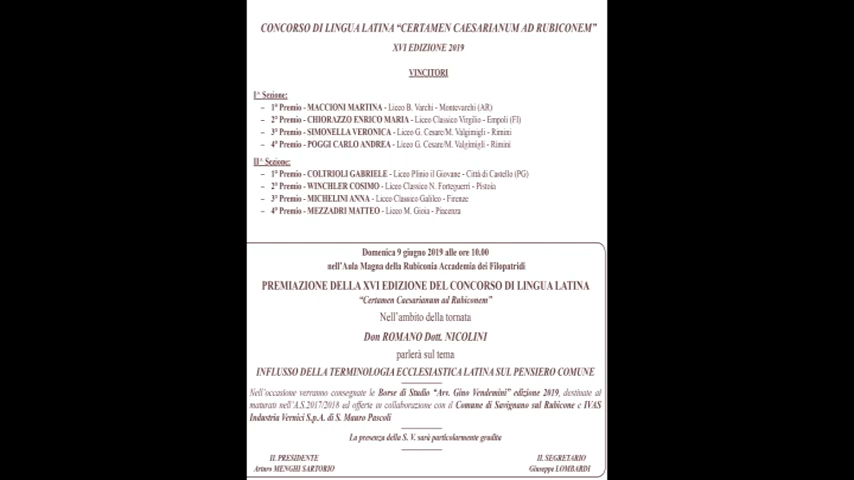 CONCORSO DI LINGUA LATINA “CERTAMEN CAESARIANUM AD RUBICONEM”
XVI EDIZIONE 2019
VINCITORI
I^ Sezione:
– 1° Premio - MACCIONI MARTINA - Liceo B. Varchi - Montevarchi (AR)
– 2° Premio - CHIORAZZO ENRICO MARIA - Liceo Classico Virgilio - Empoli (FI)
– 3° Premio - SIMONELLA VERONICA - Liceo G. Cesare/M. Valgimigli - Rimini
– 4° Premio - POGGI CARLO ANDREA - Liceo G. Cesare/M. Valgimigli - Rimini
II^ Sezione:
– 1° Premio - COLTRIOLI GABRIELE - Liceo Plinio il Giovane - Città di Castello (PG)
– 2° Premio - WINCHLER COSIMO - Liceo Classico N. Forteguerri - Pistoia
– 3° Premio - MICHELINI ANNA - Liceo Classico Galileo - Firenze
– 4° Premio - MEZZADRI MATTEO - Liceo M. Gioia - Piacenza
Domenica 9 giugno 2019 alle ore 10.00
nell’Aula Magna della Rubiconia Accademia dei Filopatridi
PREMIAZIONE DELLA XVI EDIZIONE DEL CONCORSO DI LINGUA LATINA
“Certamen Caesarianum ad Rubiconem”
Nell’ambito della tornata
Don ROMANO Dott. NICOLINI
parlerà sul tema
INFLUSSO DELLA TERMINOLOGIA ECCLESIASTICA LATINA SUL PENSIERO COMUNE
Nell’occasione verranno consegnate le Borse di Studio “Avv. Gino Vendemini” edizione 2019, destinate ai
maturati nell’A.S.2017/2018 ed offerte in collaborazione con il Comune di Savignano sul Rubicone e IVAS
Industria Vernici S.p.A. di S. Mauro Pascoli
La presenza della S. V. sarà particolarmente gradita
IL PRESIDENTE
Arturo MENGHI SARTORIO
IL SEGRETARIO
Giuseppe LOMBARDI